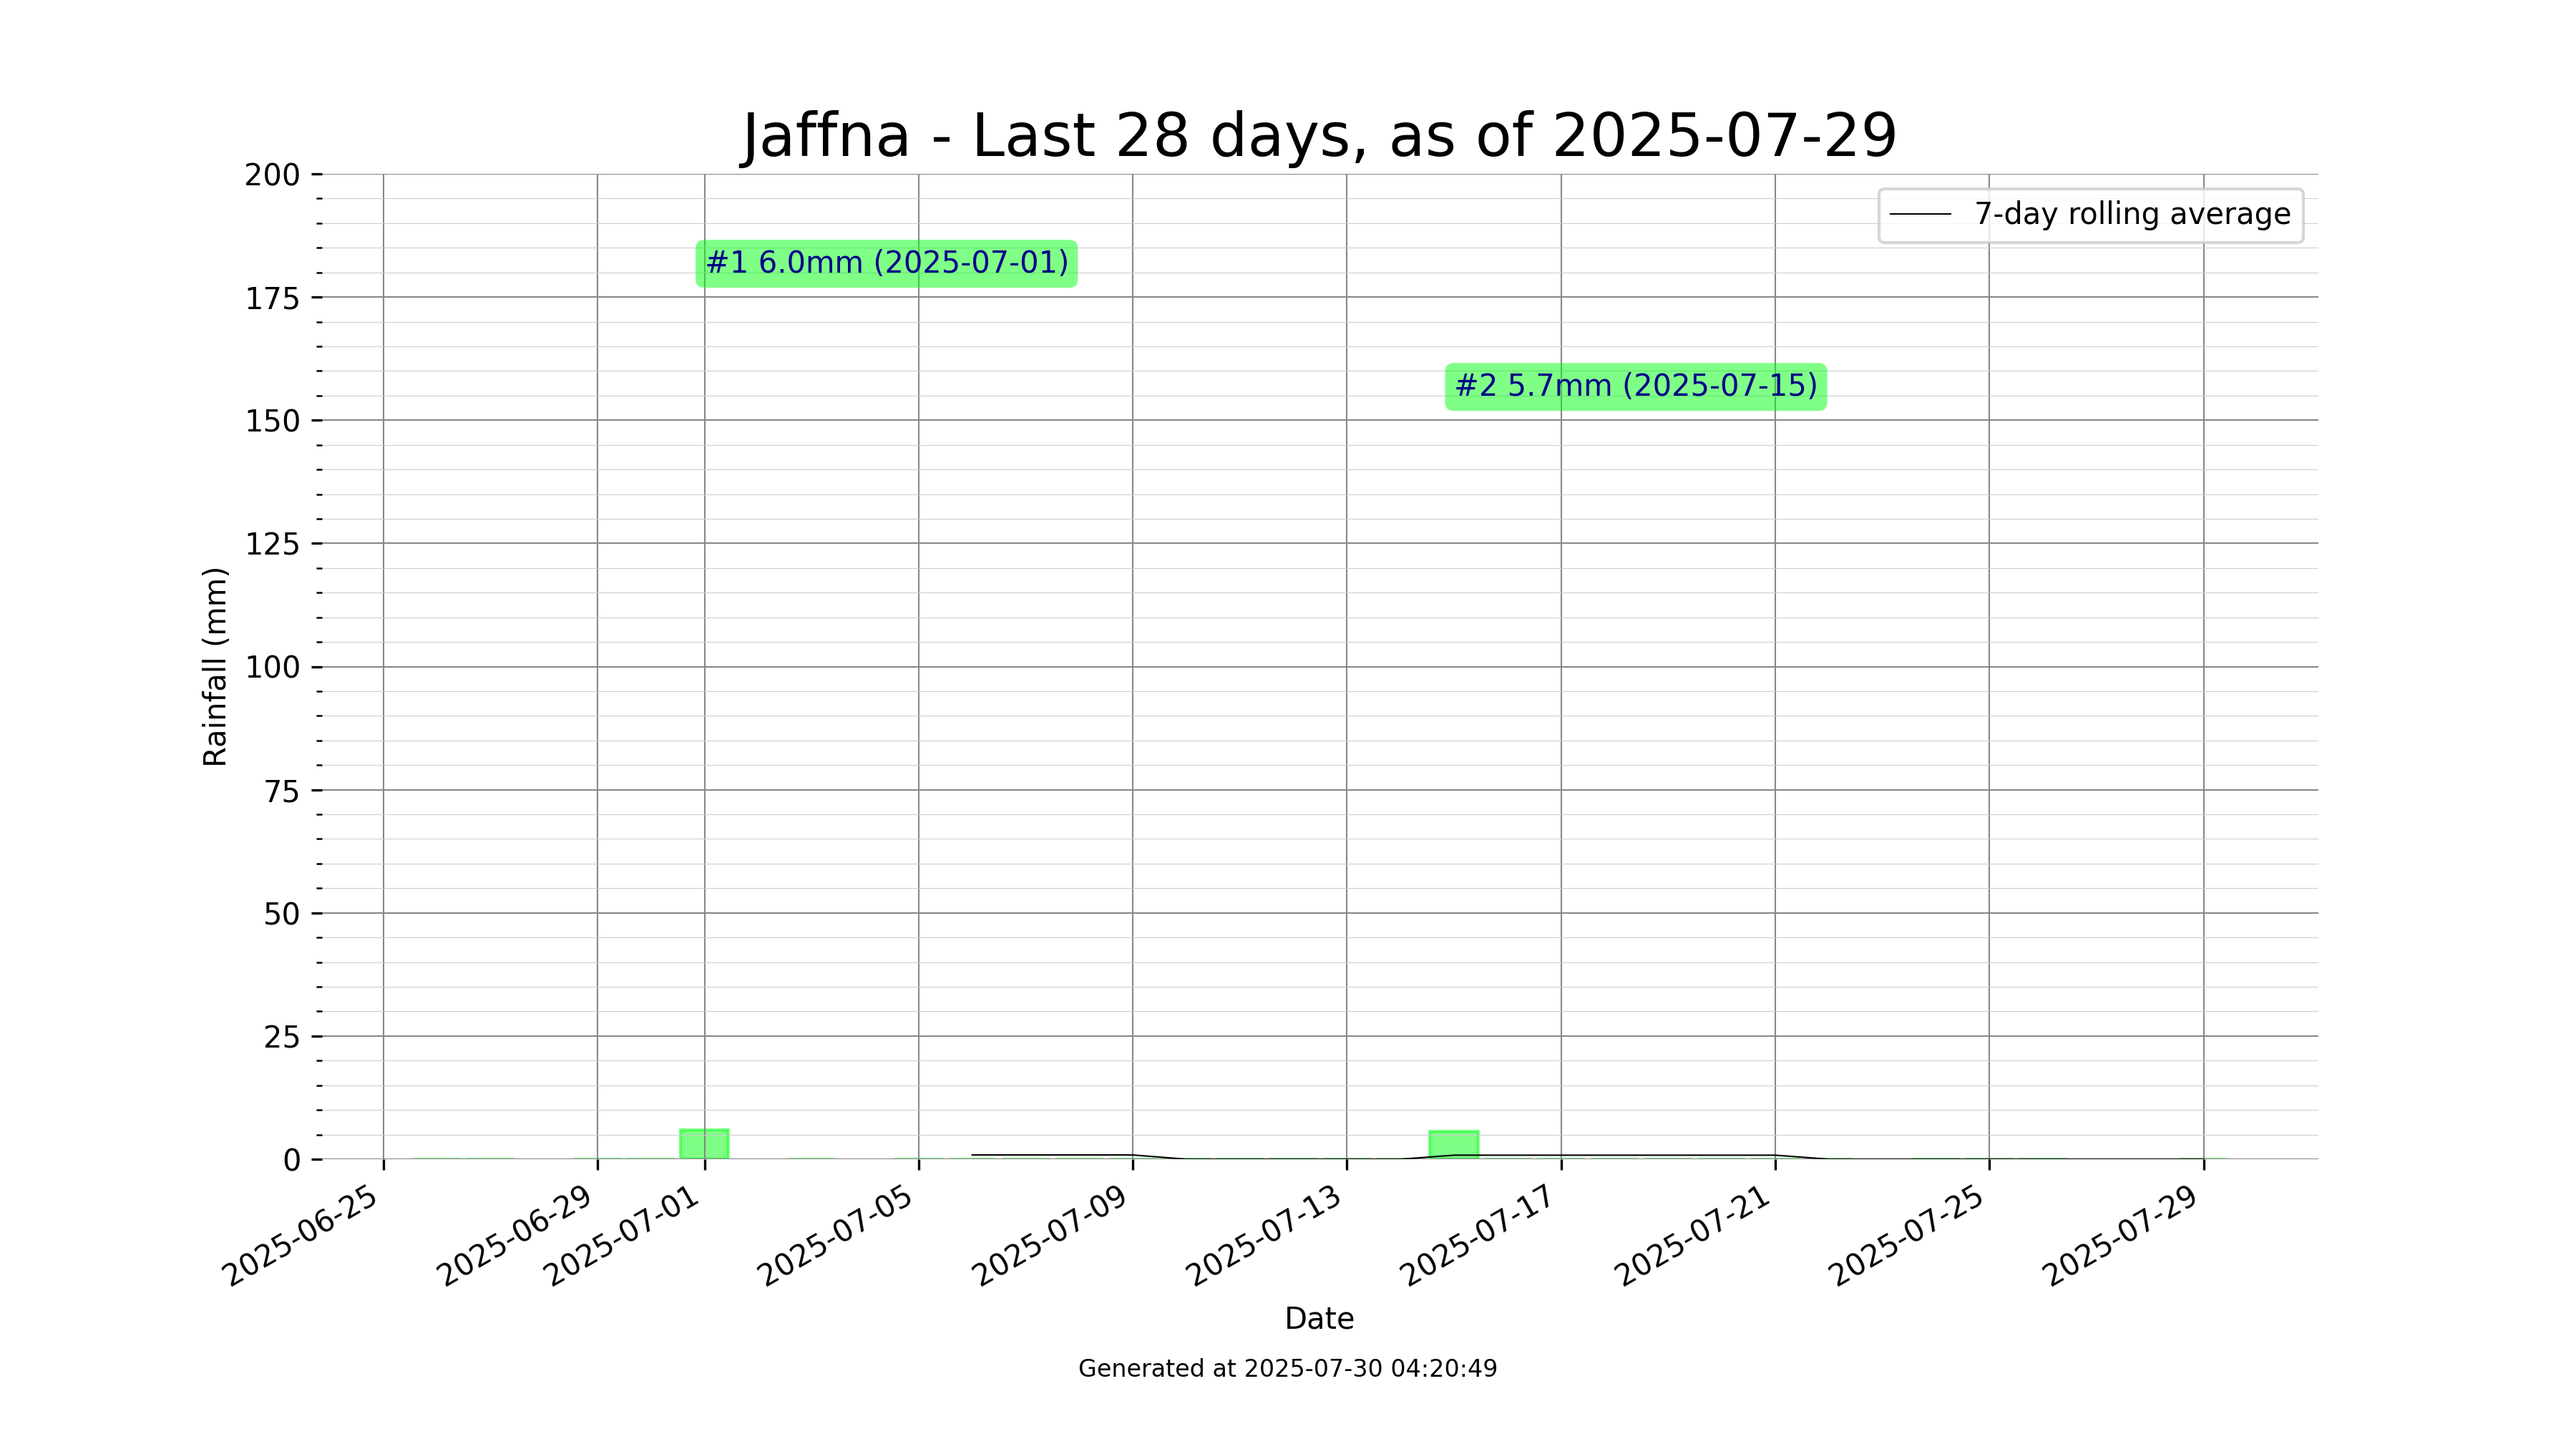 Jaffna - Last 28 days, as of 2025-07-29
7-day rolling average
#1 6.0mm (2025-07-01)
#2 5.7mm (2025-07-15)
Rainfall (mm)
200
175
150
125
100
75
50
25
0
2025-06-25
2025-06-29
2025-07-01
2025-07-05
2025-07-09
2025-07-13
2025-07-17
2025-07-21
2025-07-25
2025-07-29
Date
Generated at 2025-07-30 04:20:49